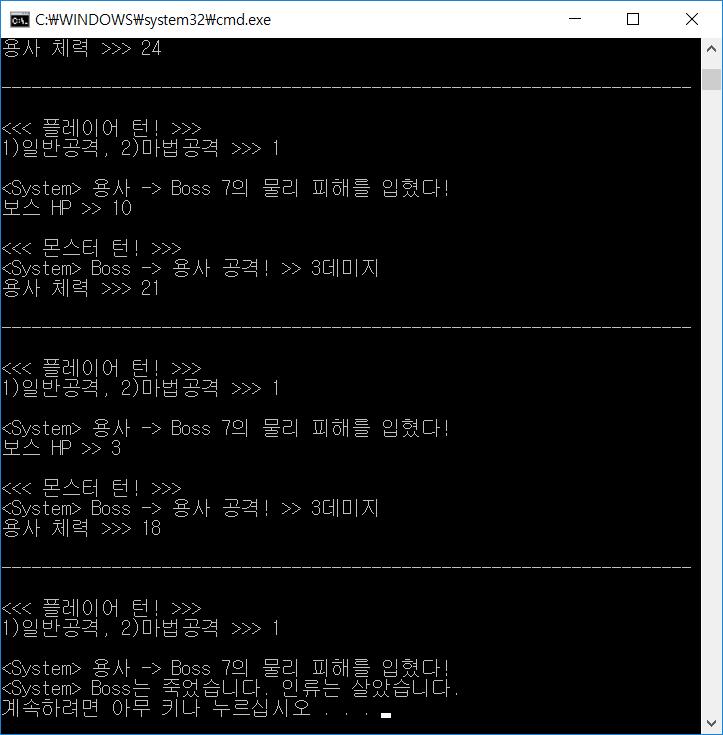 C:₩WINDOWS₩system32₩cmd.exe
용사 체력 >>> 24
---------------------------------------------------------------------
<<< 플레이어 턴! >>>
1)일반공격, 2)마법공격 >>> 1
<System> 용사 -> Boss 7의 물리 피해를 입혔다!
보스 HP >> 10
<<< 몬스터 턴! >>>
<System> Boss -> 용사 공격! >> 3데미지
용사 체력 >>> 21
---------------------------------------------------------------------
<<< 플레이어 턴! >>>
1)일반공격, 2)마법공격 >>> 1
<System> 용사 -> Boss 7의 물리 피해를 입혔다!
보스 HP >> 3
<<< 몬스터 턴! >>>
<System> Boss -> 용사 공격! >> 3데미지
용사 체력 >>> 18
---------------------------------------------------------------------
<<< 플레이어 턴! >>>
1)일반공격, 2)마법공격 >>> 1
<System> 용사 -> Boss 7의 물리 피해를 입혔다!
<System> Boss는 죽었습니다. 인류는 살았습니다.
계속하려면 아무 키나 누르십시오 . . .